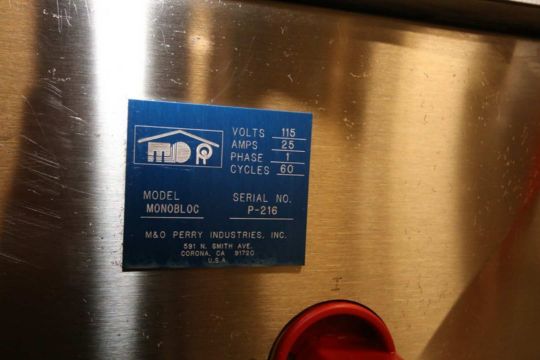 VOLTS 115
AMPS 25
PHASE 1
CYCLES 60
MODEL
MONOBLOC
SERIAL NO.
P-216
M&O PERRY INDUSTRIES, INC.
591 N. SMITH AVE.
CORONA, CA 91720
U.S.A.